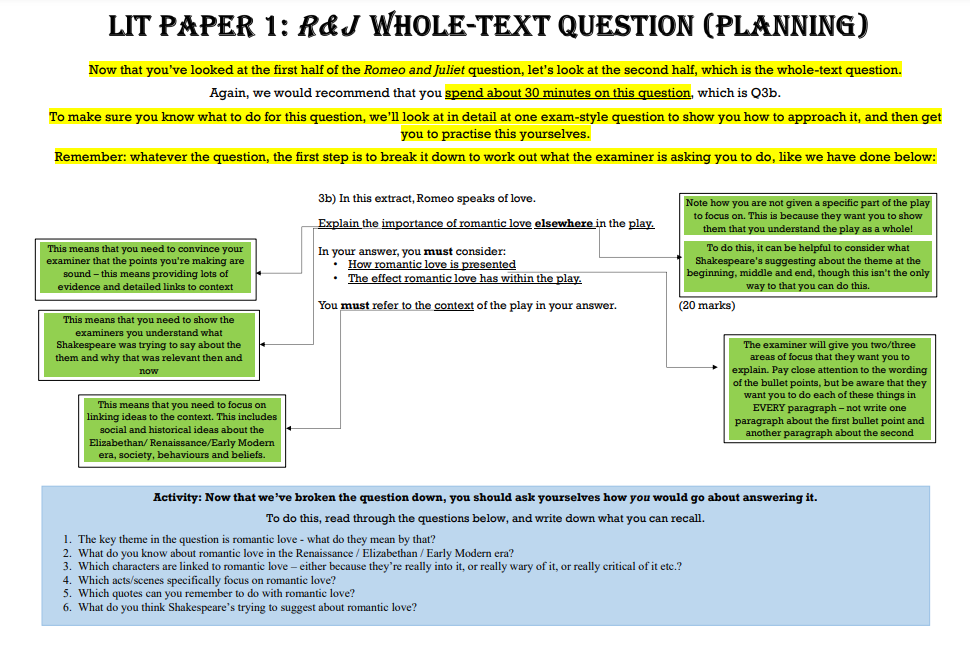 LIT PAPER 1: R&J WHOLE-TEXT QUESTION (PLANNING)
Now that you've looked at the first half of the Romeo and Juliet question, let's look at the second half, which is the whole-text question.
Again, we would recommend that you spend about 30 minutes on this question, which is Q3b.
To make sure you know what to do for this question, we'll look at in detail at one exam-style question to show you how to approach it, and then get
you to practise this yourselves.
Remember: whatever the question, the first step is to break it down to work out what the examiner is asking you to do, like we have done below:
3b) In this extract, Romeo speaks of love.
Explain the importance of romantic love elsewhere in the play.
In your answer, you must consider:
• How romantic love is presented
• The effect romantic love has within the play.
You must refer to the context of the play in your answer.
(20 marks)
This means that you need to convince your
examiner that the points you're making are
sound – this means providing lots of
evidence and detailed links to context
This means that you need to show the
examiners you understand what
Shakespeare was trying to say about the
them and why that was relevant then and
now
This means that you need to focus on
linking ideas to the context. This includes
social and historical ideas about the
Elizabethan/ Renaissance/Early Modern
era, society, behaviours and beliefs.
Note how you are not given a specific part of the play
to focus on. This is because they want you to show
them that you understand the play as a whole!
To do this, it can be helpful to consider what
Shakespeare's suggesting about the theme at the
beginning, middle and end, though this isn't the only
way to that you can do this.
The examiner will give you two/three
areas of focus that they want you to
explain. Pay close attention to the wording
of the bullet points, but be aware that they
want you to do each of these things in
EVERY paragraph – not write one
paragraph about the first bullet point and
another paragraph about the second
Activity: Now that we've broken the question down, you should ask yourselves how you would go about answering it.
To do this, read through the questions below, and write down what you can recall.
1. The key theme in the question is romantic love - what do they mean by that?
2. What do you know about romantic love in the Renaissance / Elizabethan / Early Modern era?
3. Which characters are linked to romantic love – either because they're really into it, or really wary of it, or really critical of it etc.?
4. Which acts/scenes specifically focus on romantic love?
5. Which quotes can you remember to do with romantic love?
6. What do you think Shakespeare's trying to suggest about romantic love?